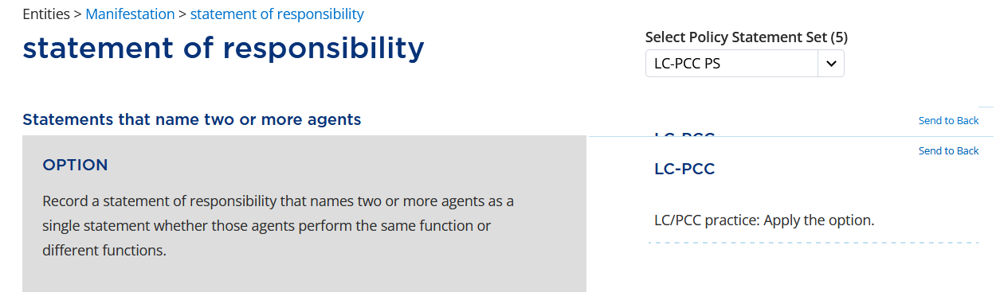 Entities > Manifestation > statement of responsibility
statement of responsibility
Select Policy Statement Set (5)
LC-PCC PS
Statements that name two or more agents
Send to Back
LC-PCC
Send to Back
OPTION
LC-PCC
Record a statement of responsibility that names two or more agents as a
single statement whether those agents perform the same function or
different functions.
LC/PCC practice: Apply the option.